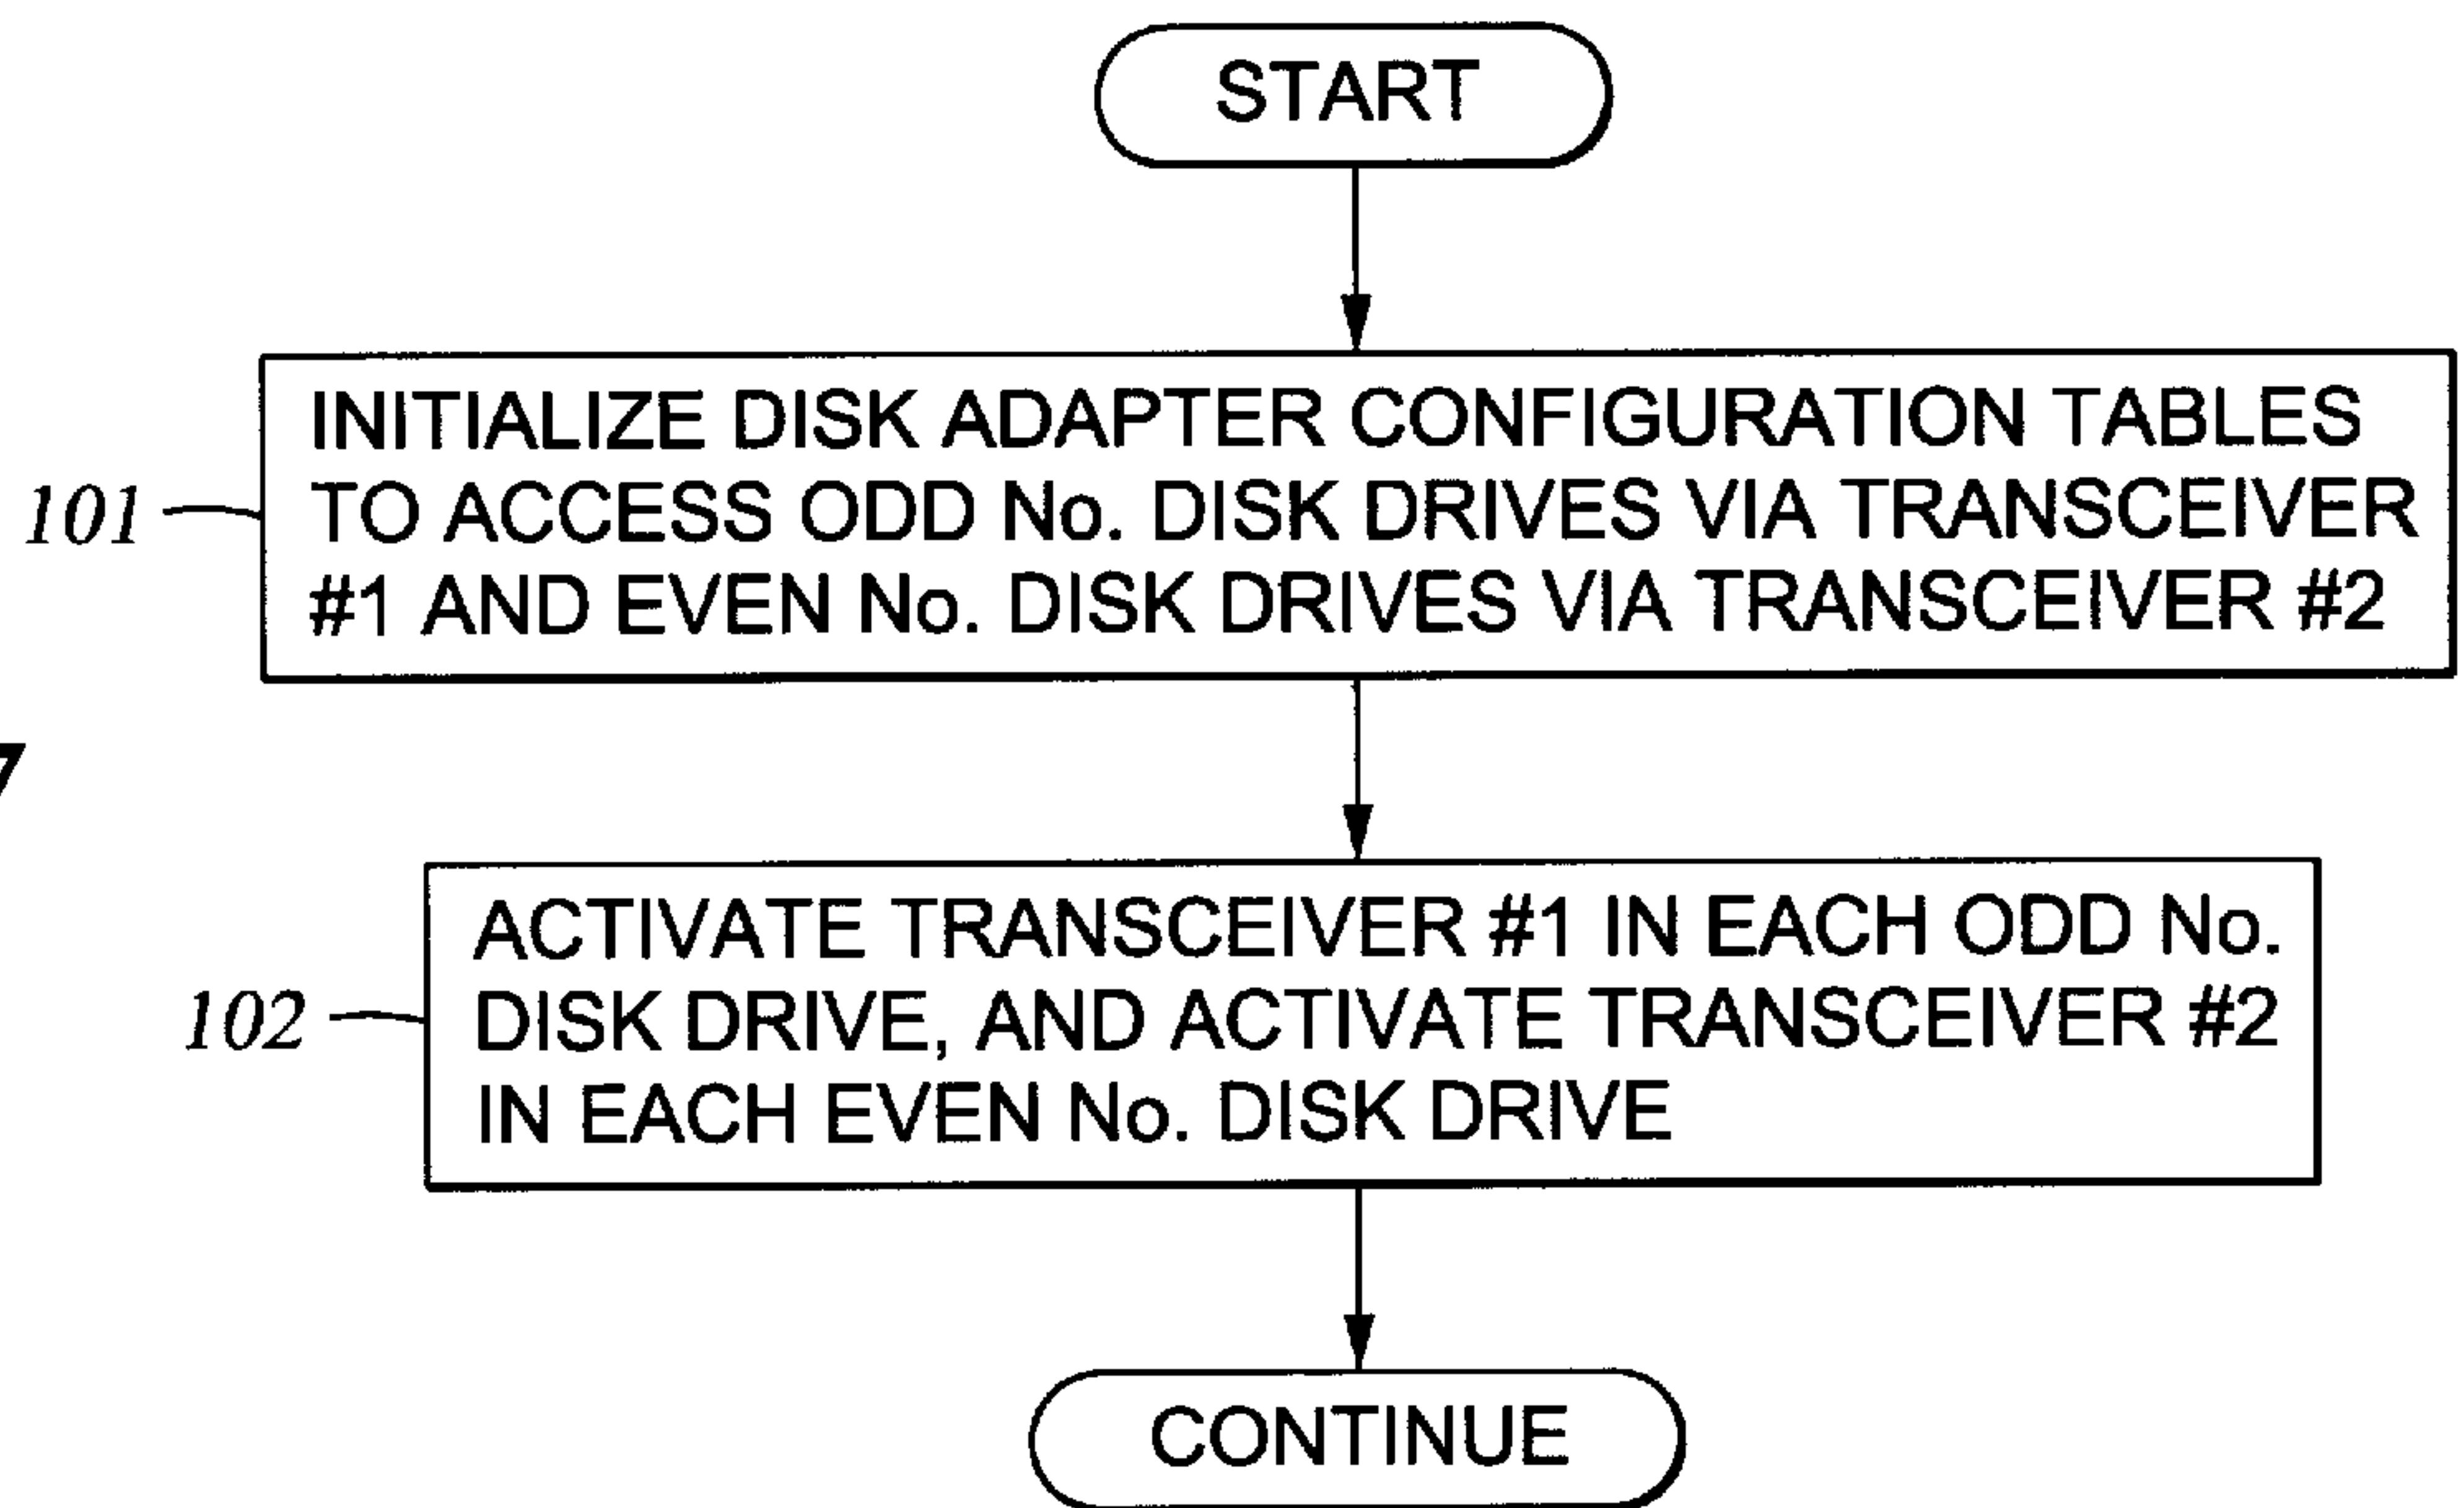 START
INITIALIZE DISK ADAPTER CONFIGURATION TABLES
TO ACCESS ODD No. DISK DRIVES VIA TRANSCEIVER
#1 AND EVEN No. DISK DRIVES VIA TRANSCEIVER #2
101
7
ACTIVATE TRANSCEIVER #1 IN EACH ODD No.
DISK DRIVE, AND ACTIVATE TRANSCEIVER #2
IN EACH EVEN No. DISK DRIVE
102
CONTINUE